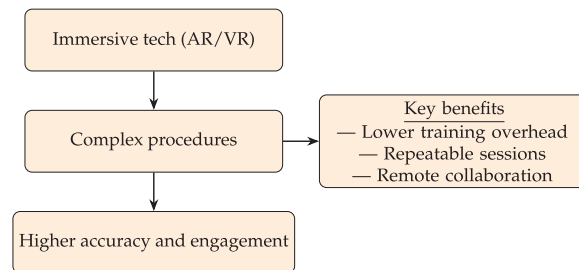 Immersive tech (AR/VR)
Complex procedures
Key benefits
— Lower training overhead
— Repeatable sessions
— Remote collaboration
Higher accuracy and engagement